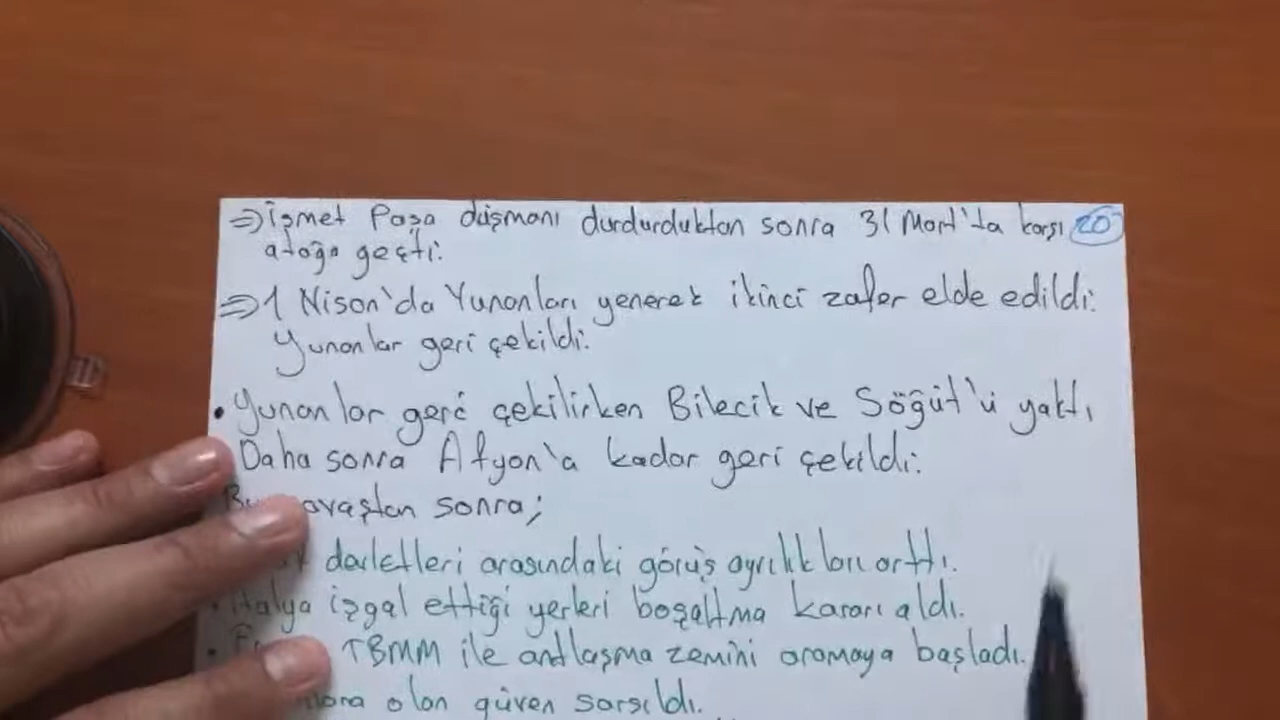 ⇒ İsmet Paşa düşmanı durdurduktan sonra 31 Mart'ta karşı 20
atağa geçti.
⇒ 1 Nisan'da Yunanları yenerek ikinci zafer elde edildi.
Yunanlar geri çekildi.
• Yunanlar geri çekilirken Bilecik ve Söğüt'ü yaktı
Daha sonra Afyon'a kadar geri çekildi.
sonra;
devletleri arasındaki görüş ayrılıkları arttı.
• İtalya işgal ettiği yerleri boşaltma kararı aldı.
• TBMM ile antlaşma zemini aramaya başladı.
olan güven sarsıldı.